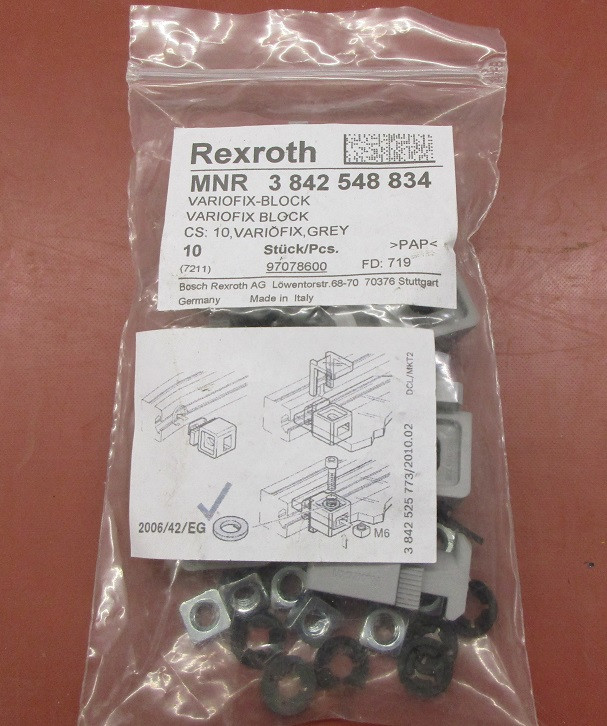 Rexroth
MNR 3 842 548 834
VARIOFIX-BLOCK
VARIOFIX BLOCK
CS: 10,VARIOFIX,GREY
10 Stück/Pcs. >PAP<
(7211) 97078600 FD: 719
Bosch Rexroth AG Löwentorstr.68-70 70376 Stuttgart
Germany Made in Italy
2006/42/EG
M6
3 842 525 773/2010.02
DCL/MKT2